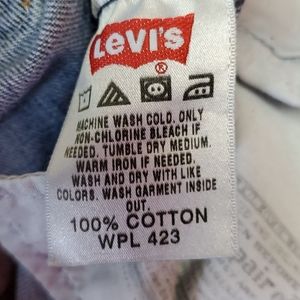 LEVI'S
®
MACHINE WASH COLD. ONLY
NON-CHLORINE BLEACH IF
NEEDED. TUMBLE DRY MEDIUM.
WARM IRON IF NEEDED.
WASH AND DRY WITH LIKE
COLORS. WASH GARMENT INSIDE
OUT.
100% COTTON
WPL 423